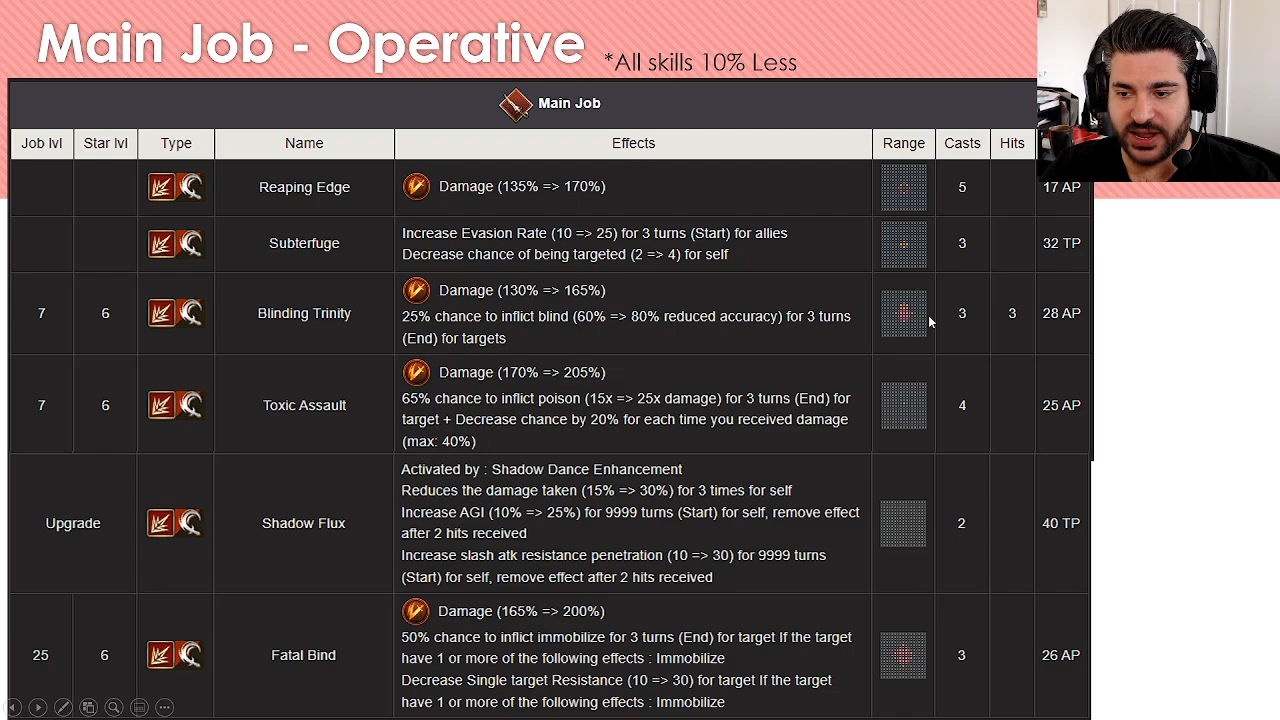 Main Job - Operative
*All skills 10% Less
Main Job
Job lvl Star lvl Type Name Effects Range Casts Hits
Reaping Edge Damage (135% => 170%) 5 17 AP
Subterfuge Increase Evasion Rate (10 => 25) for 3 turns (Start) for allies 3 32 TP
Decrease chance of being targeted (2 => 4) for self
7 6 Blinding Trinity Damage (130% => 165%) 3 3 28 AP
25% chance to inflict blind (60% => 80% reduced accuracy) for 3 turns
(End) for targets
7 6 Toxic Assault Damage (170% => 205%) 4 25 AP
65% chance to inflict poison (15x => 25x damage) for 3 turns (End) for
target + Decrease chance by 20% for each time you received damage
(max: 40%)
Upgrade Shadow Flux Activated by : Shadow Dance Enhancement 2 40 TP
Reduces the damage taken (15% => 30%) for 3 times for self
Increase AGI (10% => 25%) for 9999 turns (Start) for self, remove effect
after 2 hits received
Increase slash atk resistance penetration (10 => 30) for 9999 turns
(Start) for self, remove effect after 2 hits received
25 6 Fatal Bind Damage (165% => 200%) 3 26 AP
50% chance to inflict immobilize for 3 turns (End) for target If the target
have 1 or more of the following effects : Immobilize
Decrease Single target Resistance (10 => 30) for target If the target
have 1 or more of the following effects : Immobilize